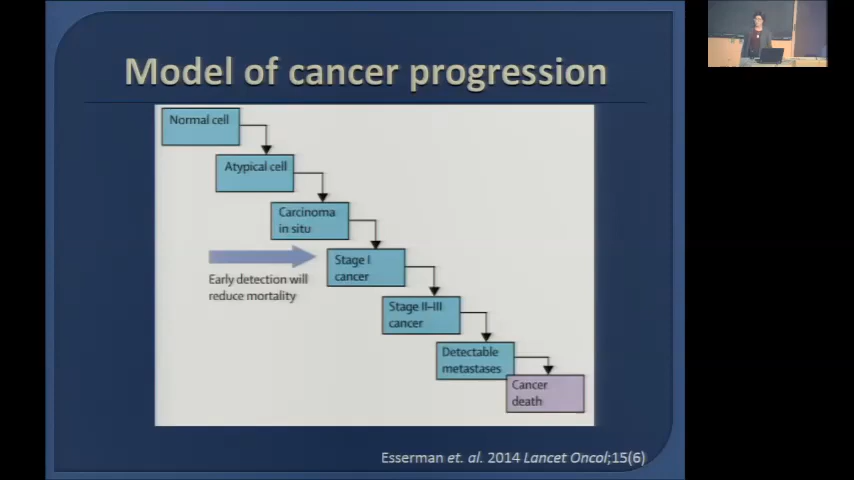 Model of cancer progression
Normal cell
Atypical cell
Carcinoma
in situ
Stage I
cancer
Early detection will
reduce mortality
Stage II–III
cancer
Detectable
metastases
Cancer
death
Esserman et. al. 2014 Lancet Oncol;15(6)